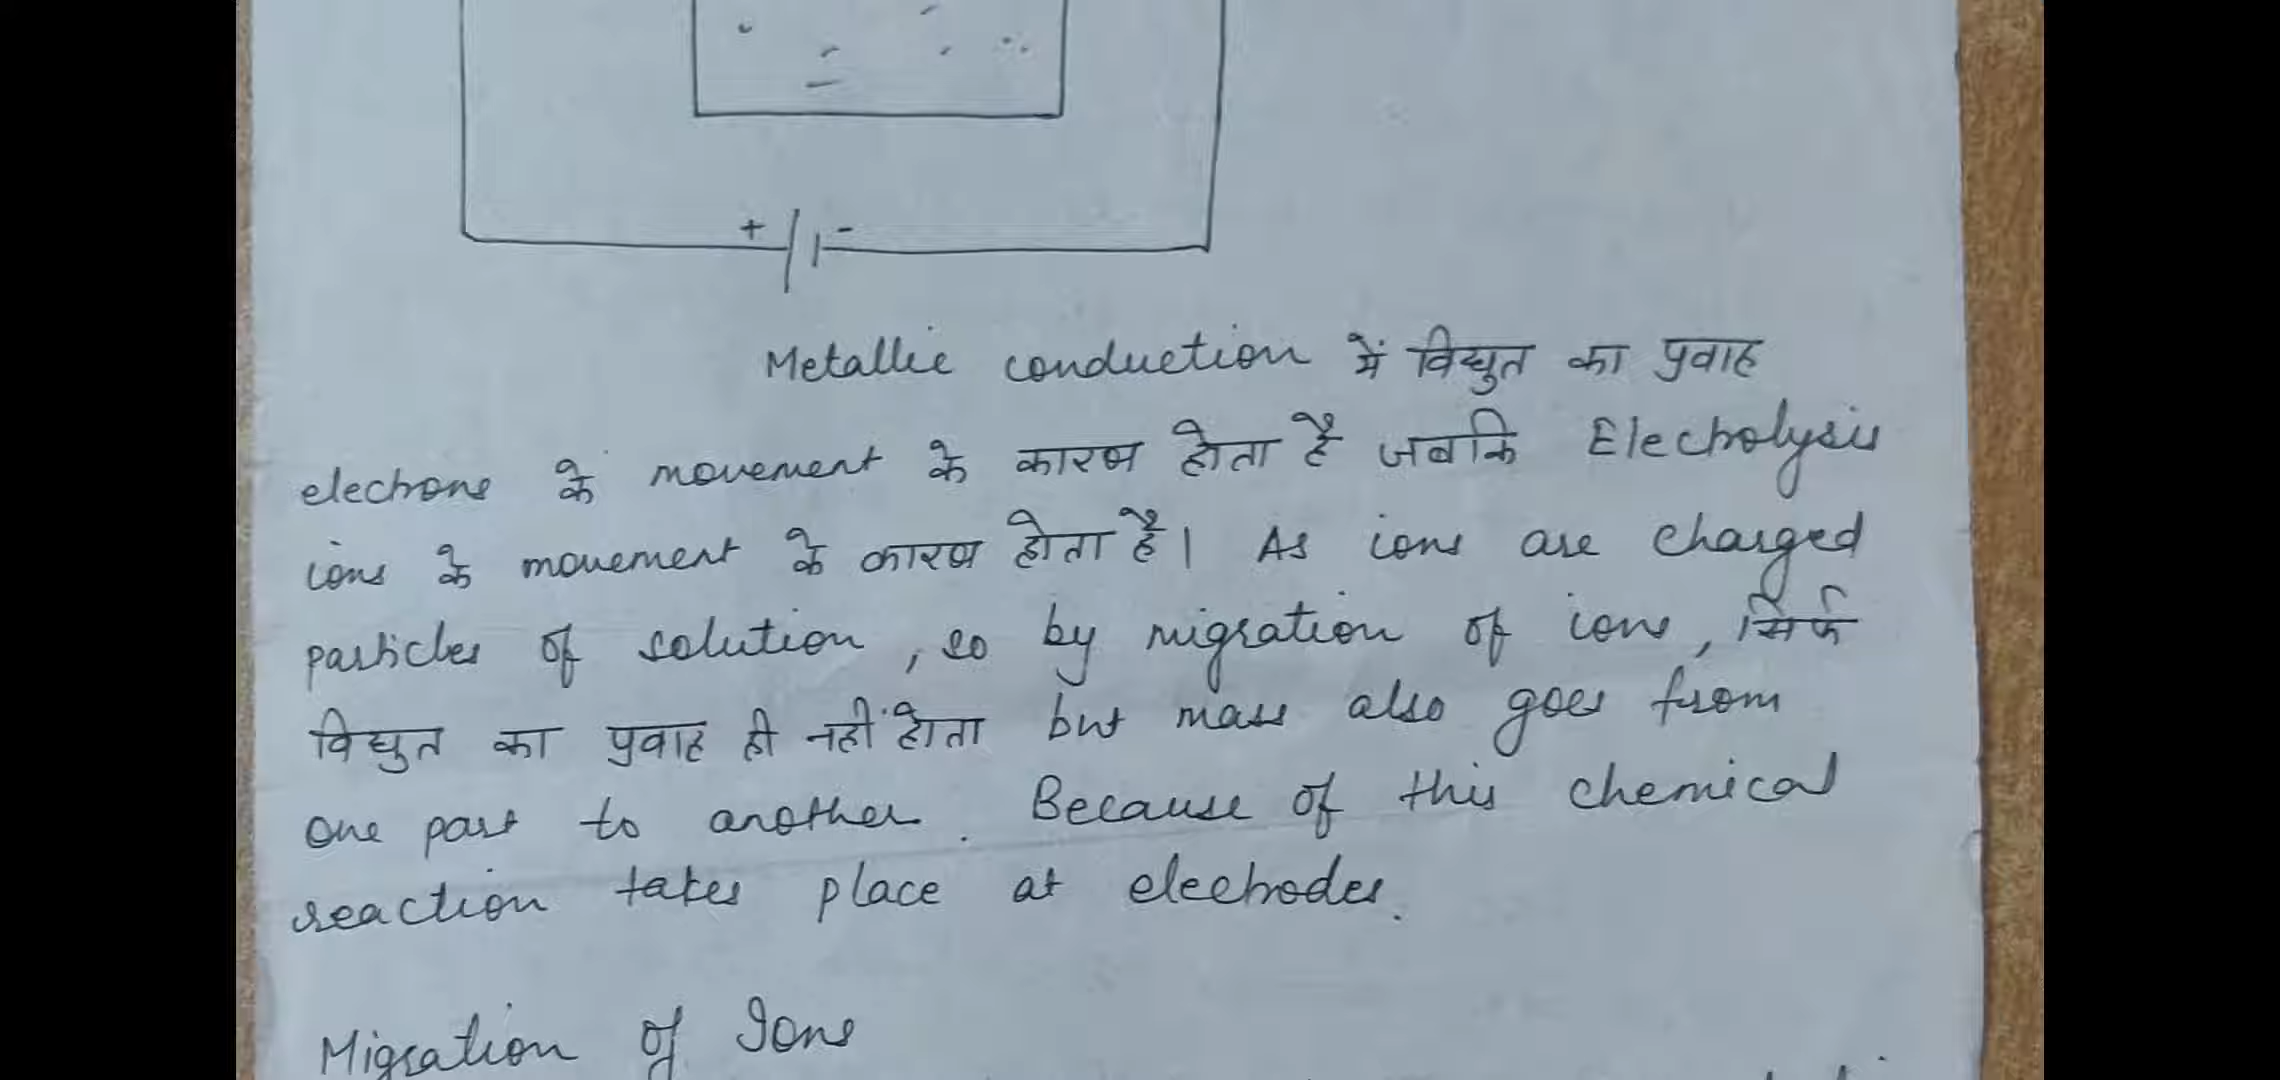 + -
Metallic conduction में विद्युत का प्रवाह
electrons के movement के कारण होता है जबकि Electrolysis
ions के movement के कारण होता है। As ions are charged
particles of solution, so by migration of ions, सिर्फ
विद्युत का प्रवाह ही नहीं होता but mass also goes from
one part to another. Because of this chemical
reaction takes place at electrodes.
Migration of Ions